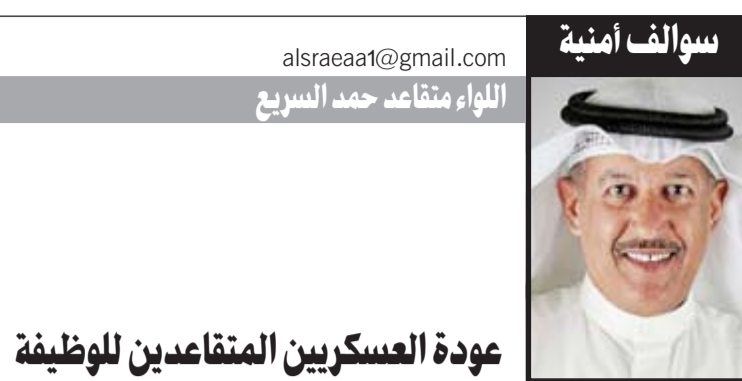 سوالف أمنية
alsraeaa1@gmail.com
اللواء متقاعد حمد السريع
عودة العسكريين المتقاعدين للوظيفة